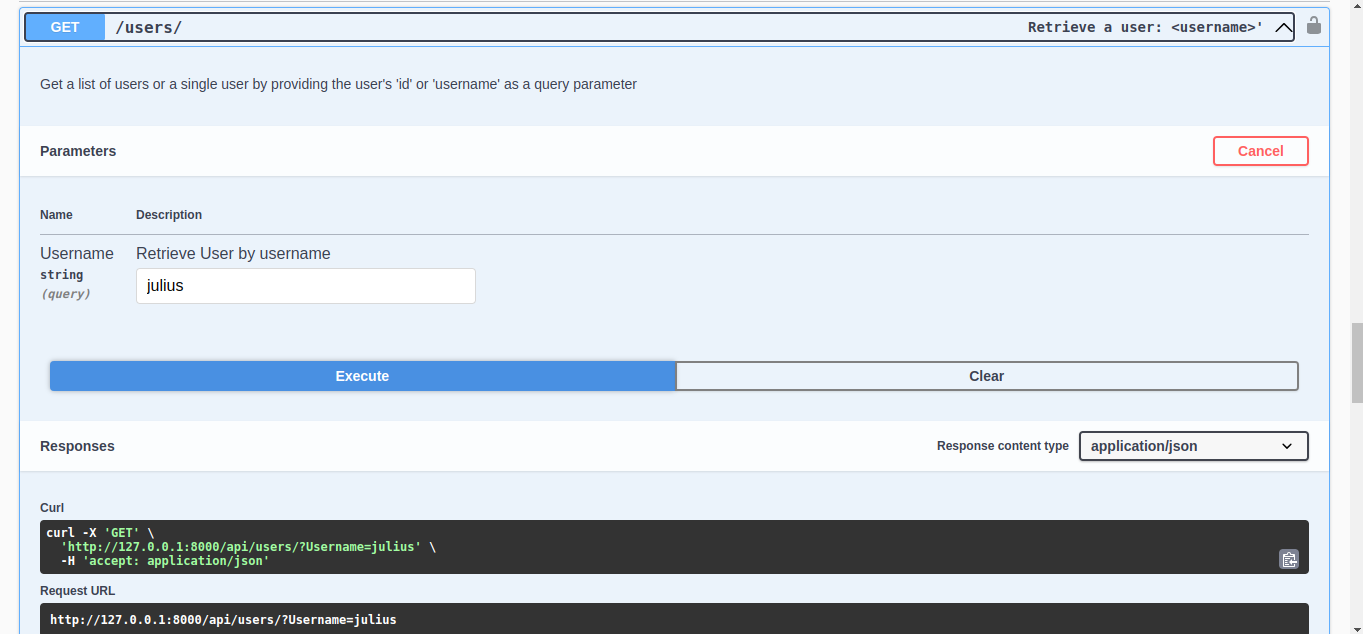 GET /users/ Retrieve a user: <username>'
Get a list of users or a single user by providing the user's 'id' or 'username' as a query parameter
Parameters Cancel
Name Description
Username Retrieve User by username
string
(query)
julius
Execute Clear
Responses Response content type application/json
Curl
curl -X 'GET' \
'http://127.0.0.1:8000/api/users/?Username=julius' \
-H 'accept: application/json'
Request URL
http://127.0.0.1:8000/api/users/?Username=julius